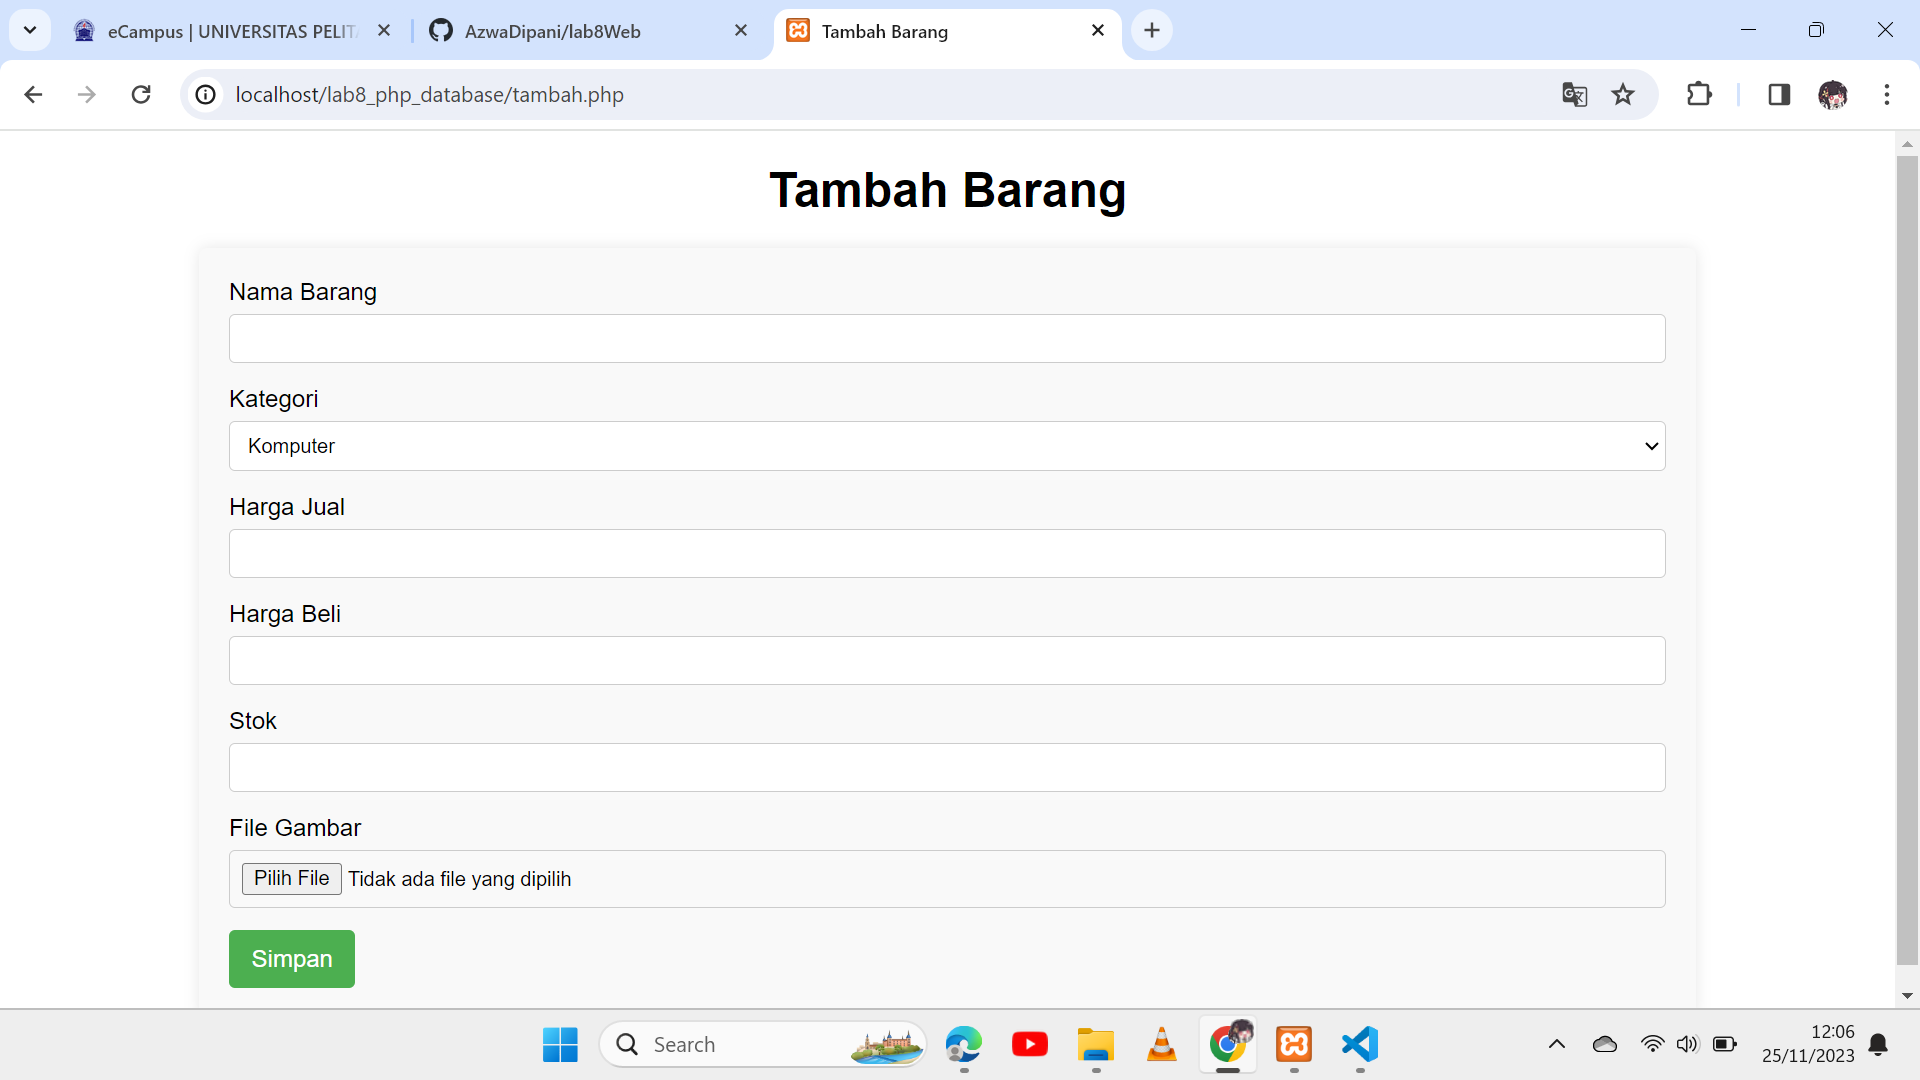 eCampus | UNIVERSITAS PELIT
AzwaDipani/lab8Web
Tambah Barang
localhost/lab8_php_database/tambah.php
Tambah Barang
Nama Barang
Kategori
Komputer
Harga Jual
Harga Beli
Stok
File Gambar
Pilih File Tidak ada file yang dipilih
Simpan
Search
12:06
25/11/2023